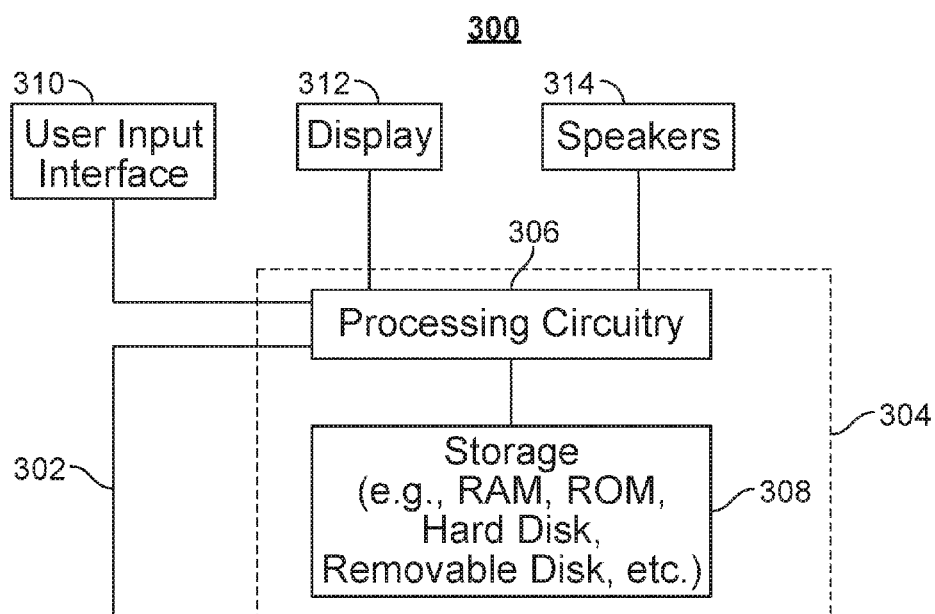 300
310
312
314
User Input
Interface
Display
Speakers
306
Processing Circuitry
304
302
Storage
(e.g., RAM, ROM,
Hard Disk,
Removable Disk, etc.)
308